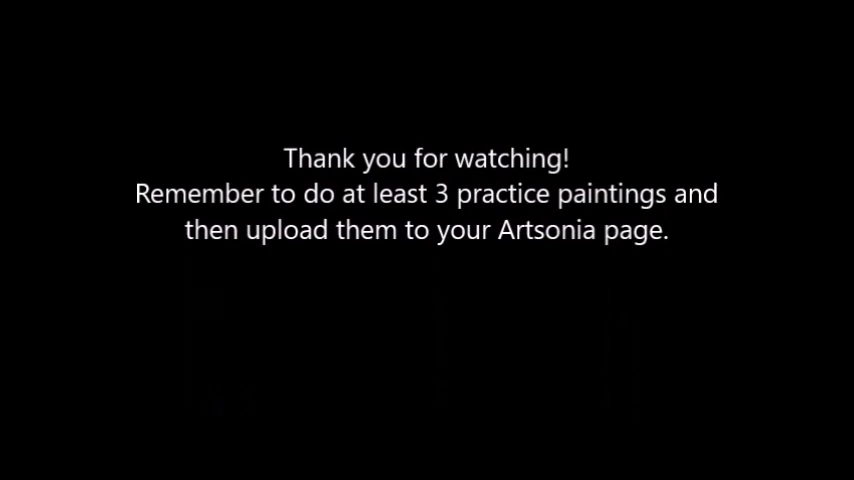 Thank you for watching!
Remember to do at least 3 practice paintings and
then upload them to your Artsonia page.